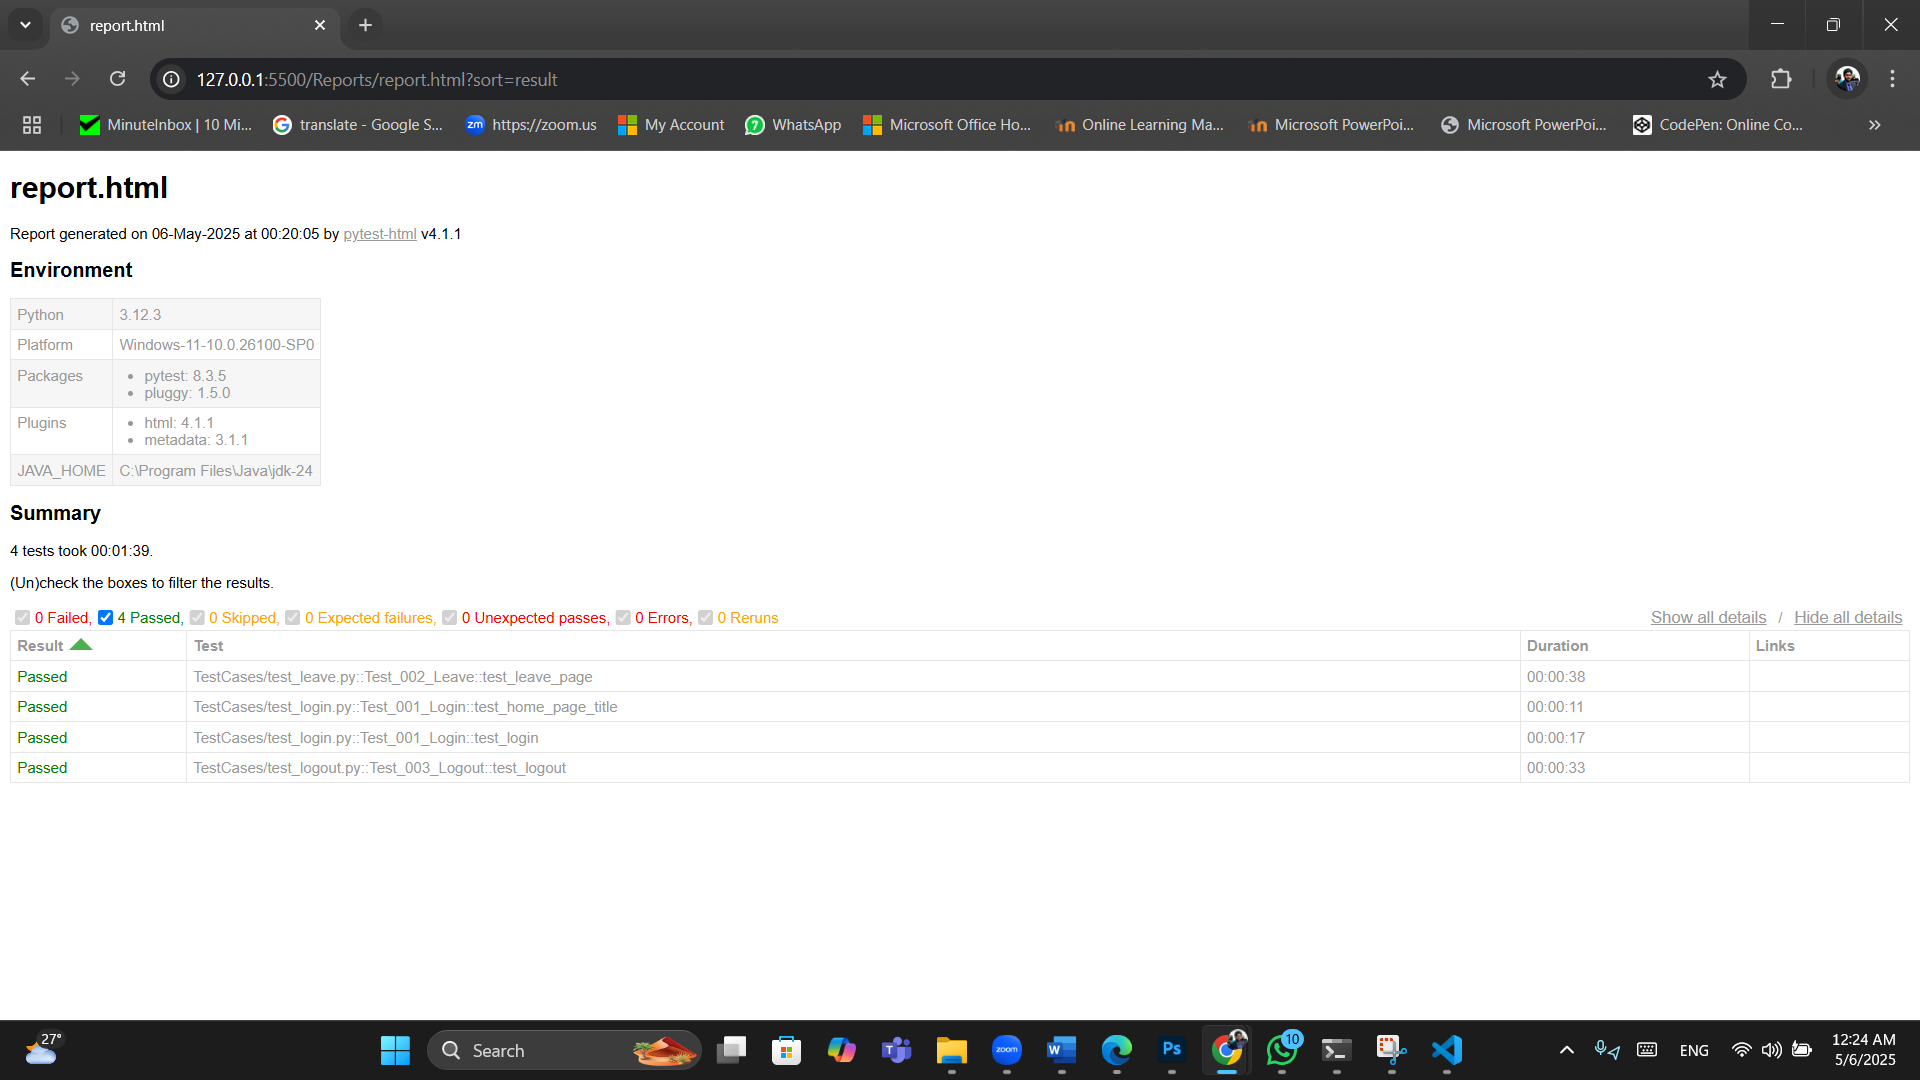 report.html
127.0.0.1:5500/Reports/report.html?sort=result
MinuteInbox | 10 Mi... translate - Google S... zm https://zoom.us My Account 7 WhatsApp Microsoft Office Ho... Online Learning Ma... Microsoft PowerPoi... Microsoft PowerPoi... CodePen: Online Co...
report.html
Report generated on 06-May-2025 at 00:20:05 by pytest-html v4.1.1
Environment
Python 3.12.3
Platform Windows-11-10.0.26100-SP0
Packages • pytest: 8.3.5
• pluggy: 1.5.0
Plugins • html: 4.1.1
• metadata: 3.1.1
JAVA_HOME C:\Program Files\Java\jdk-24
Summary
4 tests took 00:01:39.
(Un)check the boxes to filter the results.
0 Failed, 4 Passed, 0 Skipped, 0 Expected failures, 0 Unexpected passes, 0 Errors, 0 Reruns Show all details / Hide all details
Result Test Duration Links
Passed TestCases/test_leave.py::Test_002_Leave::test_leave_page 00:00:38
Passed TestCases/test_login.py::Test_001_Login::test_home_page_title 00:00:11
Passed TestCases/test_login.py::Test_001_Login::test_login 00:00:17
Passed TestCases/test_logout.py::Test_003_Logout::test_logout 00:00:33
27° Search zoom W Ps 10 ENG 12:24 AM
5/6/2025